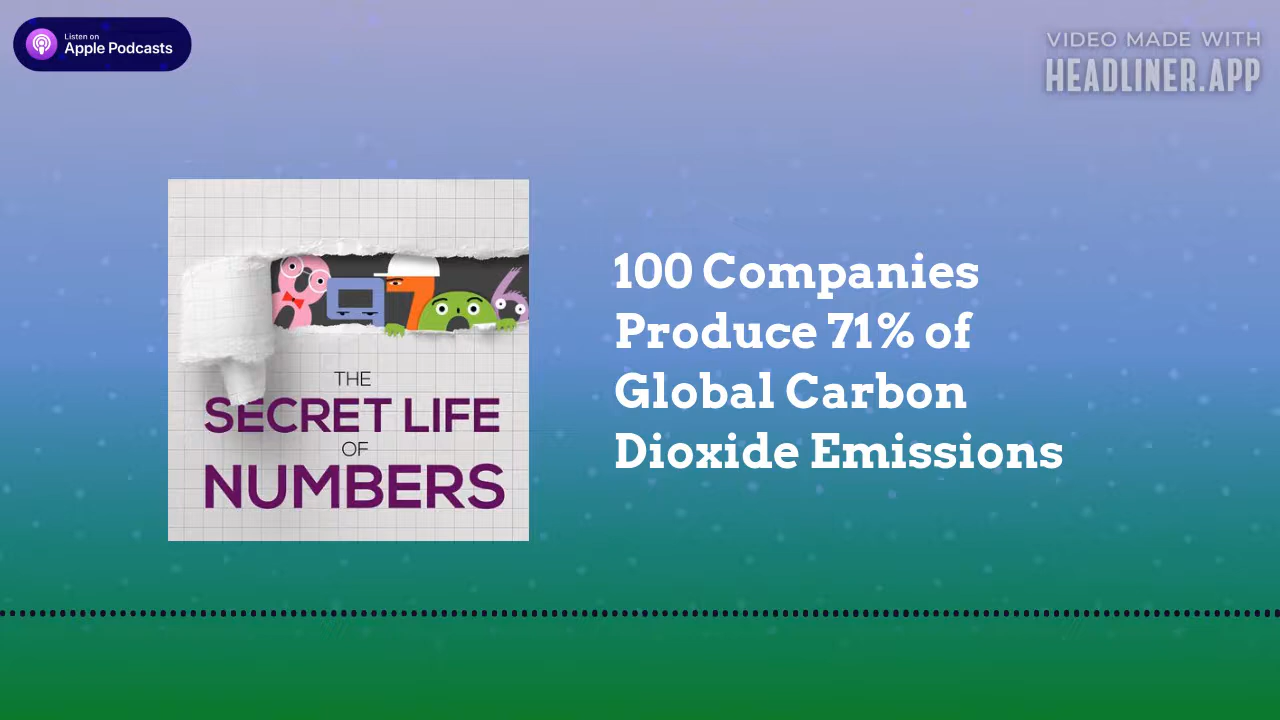 Listen on
Apple Podcasts
VIDEO MADE WITH
HEADLINER.APP
THE
SECRET LIFE
OF
NUMBERS
100 Companies
Produce 71% of
Global Carbon
Dioxide Emissions